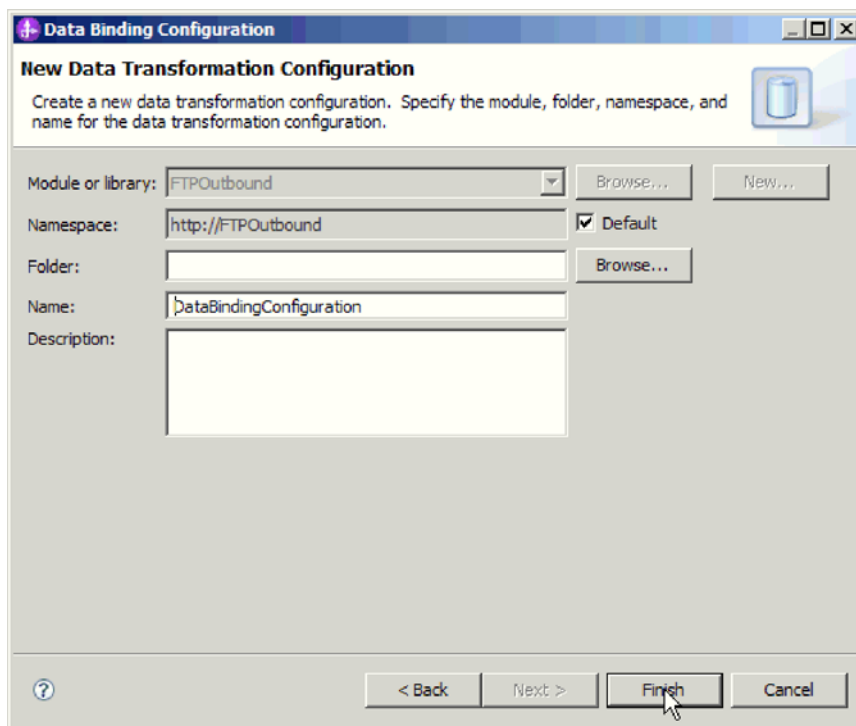 Data Binding Configuration
New Data Transformation Configuration
Create a new data transformation configuration. Specify the module, folder, namespace, and
name for the data transformation configuration.
Module or library: FTPOutbound Browse... New...
Namespace: http://FTPOutbound Default
Folder: Browse...
Name: DataBindingConfiguration
Description:
? < Back Next > Finish Cancel